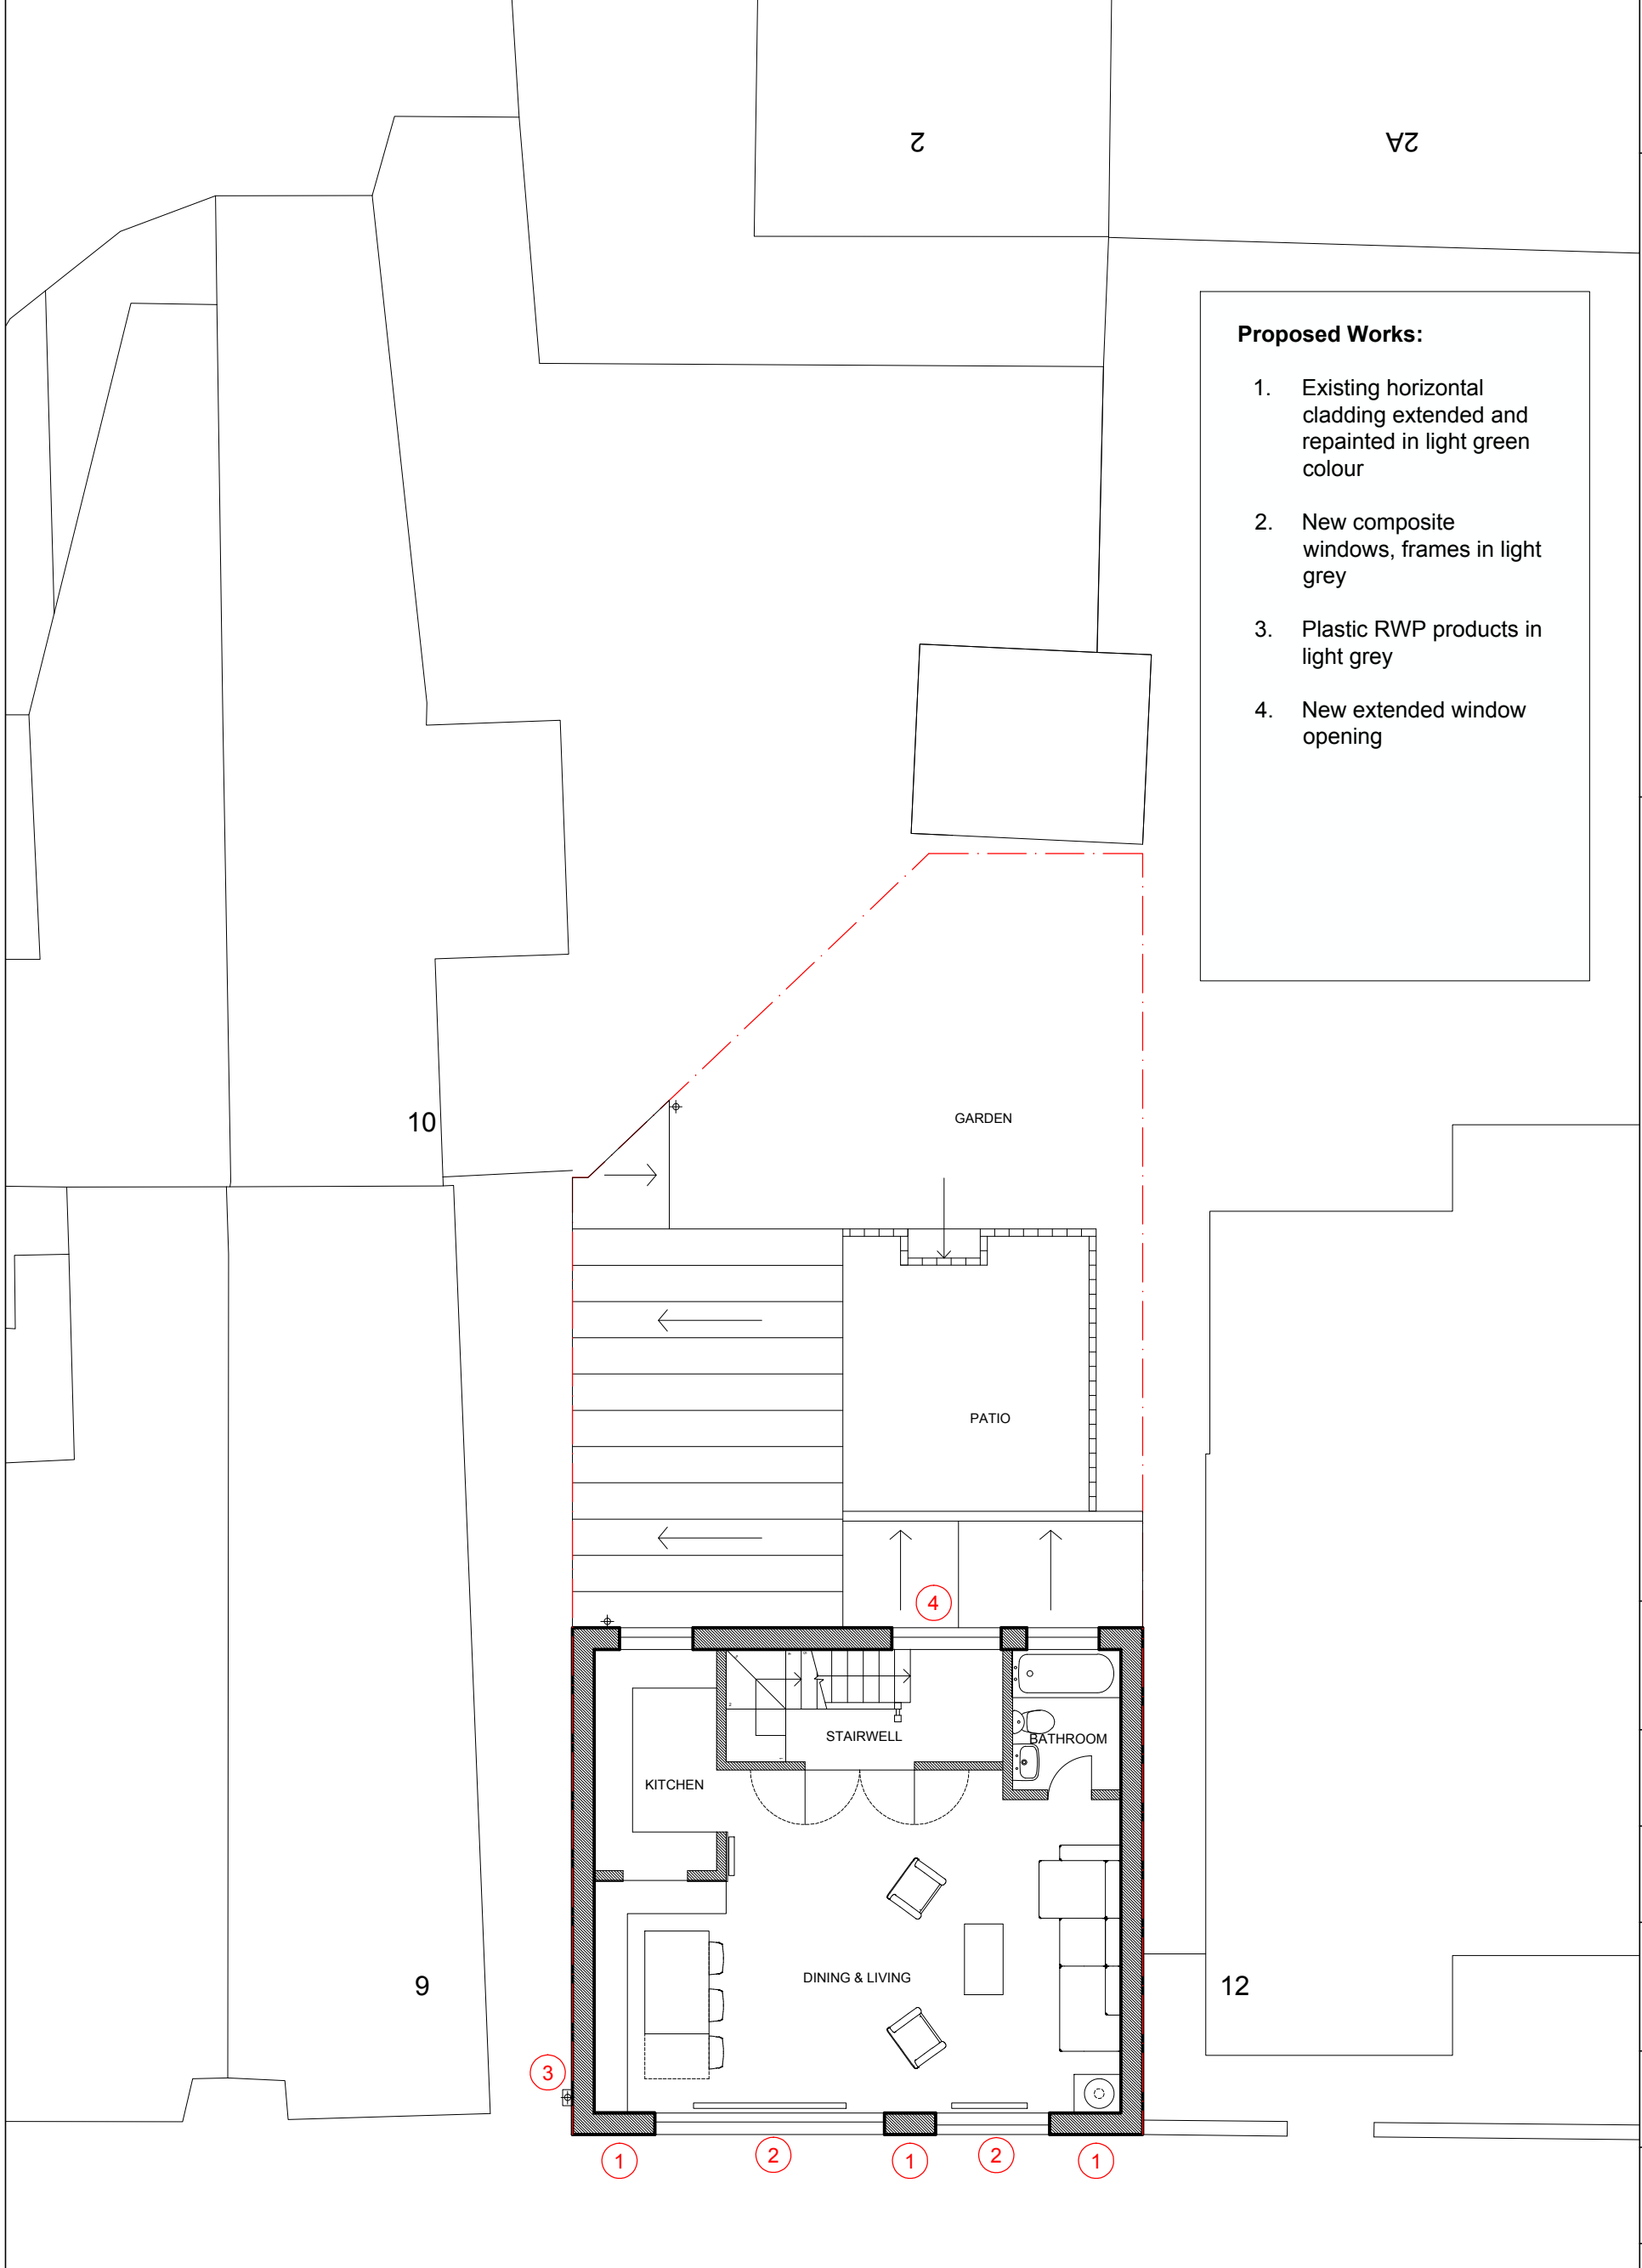 2
2A
Proposed Works:
1. Existing horizontal
cladding extended and
repainted in light green
colour
2. New composite
windows, frames in light
grey
3. Plastic RWP products in
light grey
4. New extended window
opening
10
GARDEN
PATIO
4
STAIRWELL
BATHROOM
KITCHEN
9
DINING & LIVING
12
3
1
2
1
2
1